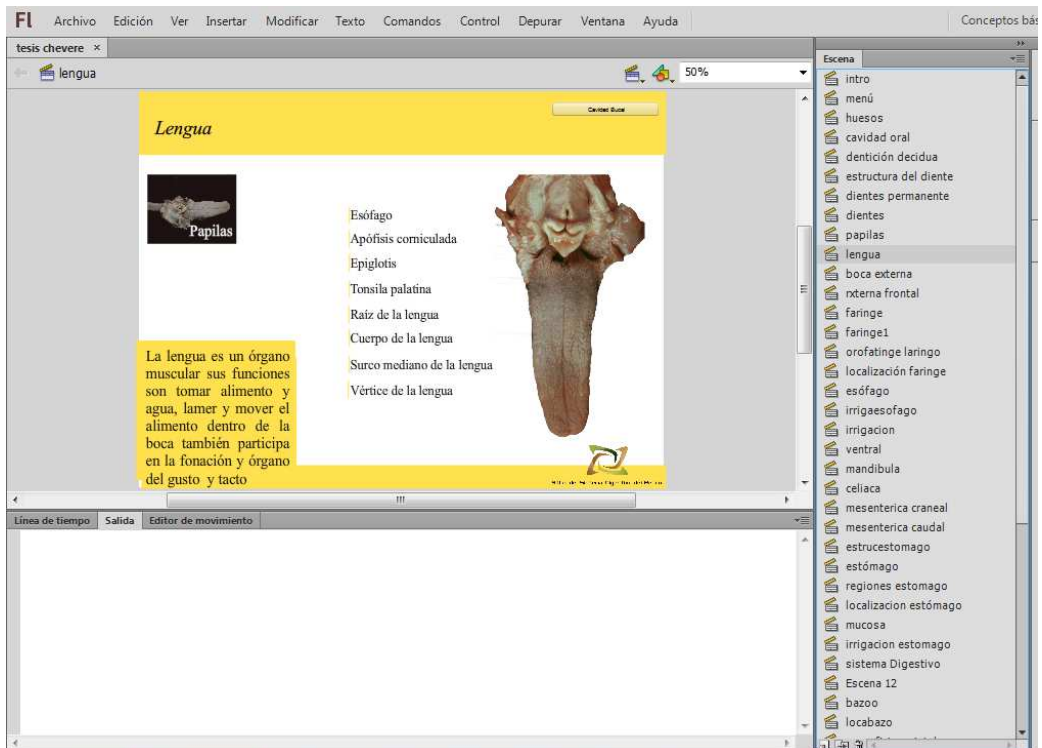 Fl Archivo Edición Ver Insertar Modificar Texto Comandos Control Depurar Ventana Ayuda
Conceptos bás
tesis chevere ×
lengua
50%
Lengua
Cavidad Bucal
Papilas
Esófago
Apófisis corniculada
Epiglotis
Tonsila palatina
Raíz de la lengua
Cuerpo de la lengua
Surco mediano de la lengua
Vértice de la lengua
La lengua es un órgano
muscular sus funciones
son tomar alimento y
agua, lamer y mover el
alimento dentro de la
boca también participa
en la fonación y órgano
del gusto y tacto
Línea de tiempo Salida Editor de movimiento
Escena
intro
menú
huesos
cavidad oral
dentición decidua
estructura del diente
dientes permanente
dientes
papilas
lengua
boca externa
rxterna frontal
faringe
faringe1
orofatinge laringo
localización faringe
esófago
irrigaesofago
irrigacion
ventral
mandibula
celiaca
mesenterica craneal
mesenterica caudal
estrucestomago
estómago
regiones estomago
localizacion estómago
mucosa
irrigacion estomago
sistema Digestivo
Escena 12
bazoo
locabazo